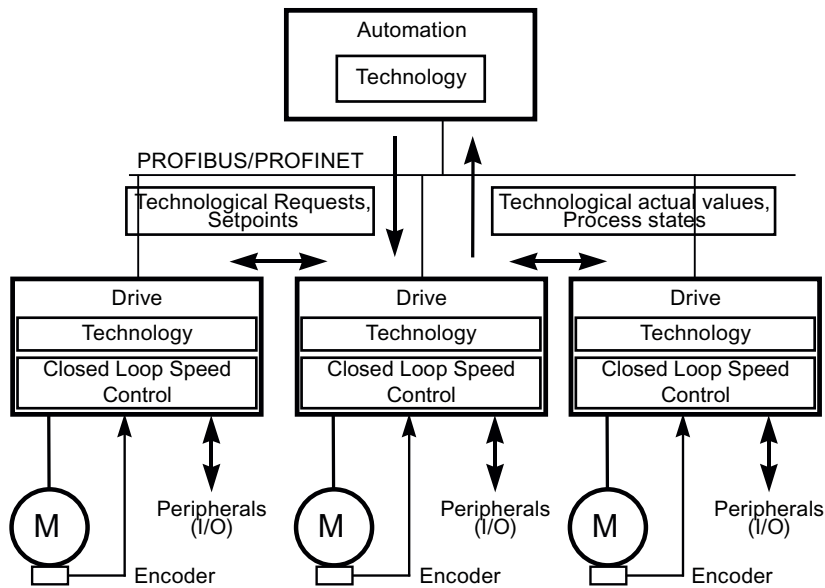 Automation
Technology
PROFIBUS/PROFINET
Technological Requests,
Setpoints
Technological actual values,
Process states
Drive
Technology
Closed Loop Speed
Control
Drive
Technology
Closed Loop Speed
Control
Drive
Technology
Closed Loop Speed
Control
M
Peripherals
(I/O)
Encoder
M
Peripherals
(I/O)
Encoder
M
Peripherals
(I/O)
Encoder